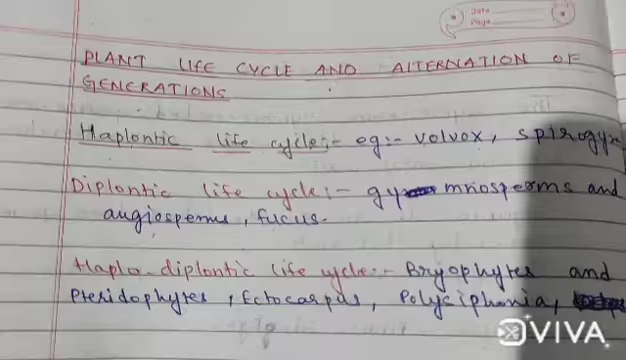 Date
Page
PLANT LIFE CYCLE AND ALTERNATION OF
GENERATIONS
Haplontic life cycle:- eg:- volvox, spirogyra
Diplontic life cycle:- gymnosperms and
angiosperms, fucus.
Haplo-diplontic life cycle:- Bryophytes and
Pteridophytes, Ectocarpus, Polysiphonia,
VIVA